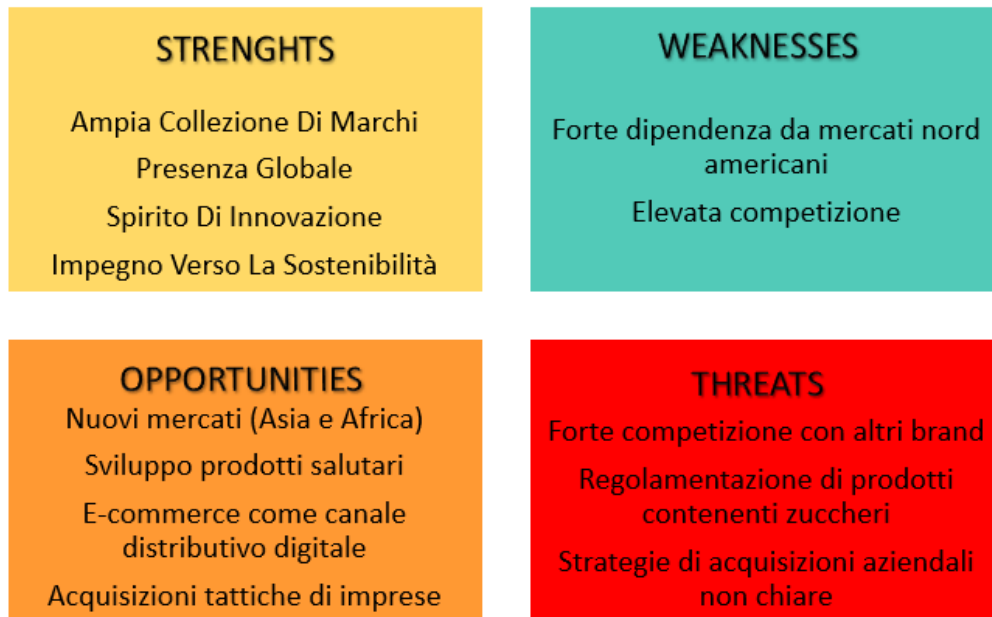 STRENGHTS
Ampia Collezione Di Marchi
Presenza Globale
Spirito Di Innovazione
Impegno Verso La Sostenibilità
WEAKNESSES
Forte dipendenza da mercati nord
americani
Elevata competizione
OPPORTUNITIES
Nuovi mercati (Asia e Africa)
Sviluppo prodotti salutari
E-commerce come canale
distributivo digitale
Acquisizioni tattiche di imprese
THREATS
Forte competizione con altri brand
Regolamentazione di prodotti
contenenti zuccheri
Strategie di acquisizioni aziendali
non chiare